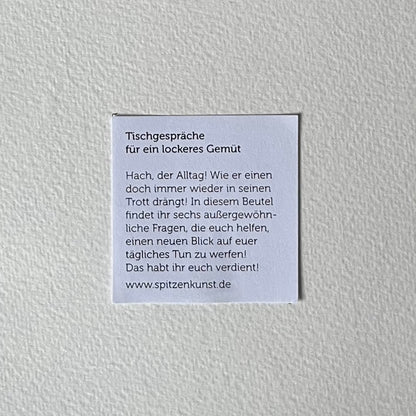 Tischgespräche
für ein lockeres Gemüt
Hach, der Alltag! Wie er einen
doch immer wieder in seinen
Trott drängt! In diesem Beutel
findet ihr sechs außergewöhn-
liche Fragen, die euch helfen,
einen neuen Blick auf euer
tägliches Tun zu werfen!
Das habt ihr euch verdient!
www.spitzenkunst.de